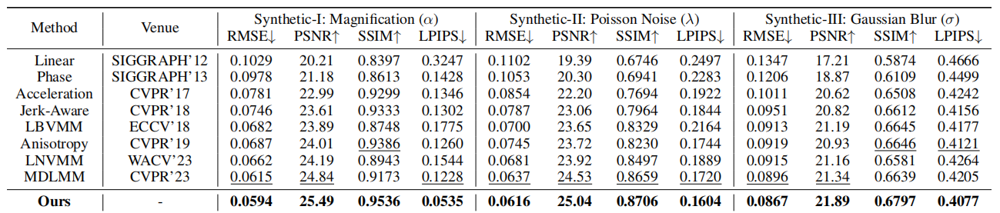 Method Venue Synthetic-I: Magnification (α) Synthetic-II: Poisson Noise (λ) Synthetic-III: Gaussian Blur (σ)
RMSE↓ PSNR↑ SSIM↑ LPIPS↓ RMSE↓ PSNR↑ SSIM↑ LPIPS↓ RMSE↓ PSNR↑ SSIM↑ LPIPS↓
Linear SIGGRAPH'12 0.1029 20.21 0.8397 0.3247 0.1102 19.39 0.6746 0.2497 0.1347 17.21 0.5874 0.4666
Phase SIGGRAPH'13 0.0978 21.18 0.8613 0.1428 0.1053 20.30 0.6941 0.2283 0.1206 18.87 0.6109 0.4499
Acceleration CVPR'17 0.0781 22.99 0.9299 0.1346 0.0854 22.20 0.7694 0.1922 0.1011 20.62 0.6508 0.4242
Jerk-Aware CVPR'18 0.0746 23.61 0.9333 0.1302 0.0787 23.06 0.7964 0.1844 0.0951 20.82 0.6612 0.4156
LBVMM ECCV'18 0.0682 23.89 0.8748 0.1775 0.0700 23.65 0.8329 0.2164 0.0913 21.19 0.6645 0.4177
Anisotropy CVPR'19 0.0687 24.01 0.9386 0.1260 0.0745 23.72 0.8230 0.1744 0.0919 20.93 0.6646 0.4121
LNVMM WACV'23 0.0662 24.19 0.8943 0.1544 0.0681 23.92 0.8497 0.1889 0.0915 21.16 0.6581 0.4264
MDLMM CVPR'23 0.0615 24.84 0.9173 0.1228 0.0637 24.53 0.8659 0.1720 0.0896 21.34 0.6639 0.4205
Ours - 0.0594 25.49 0.9536 0.0535 0.0616 25.04 0.8706 0.1604 0.0867 21.89 0.6797 0.4077